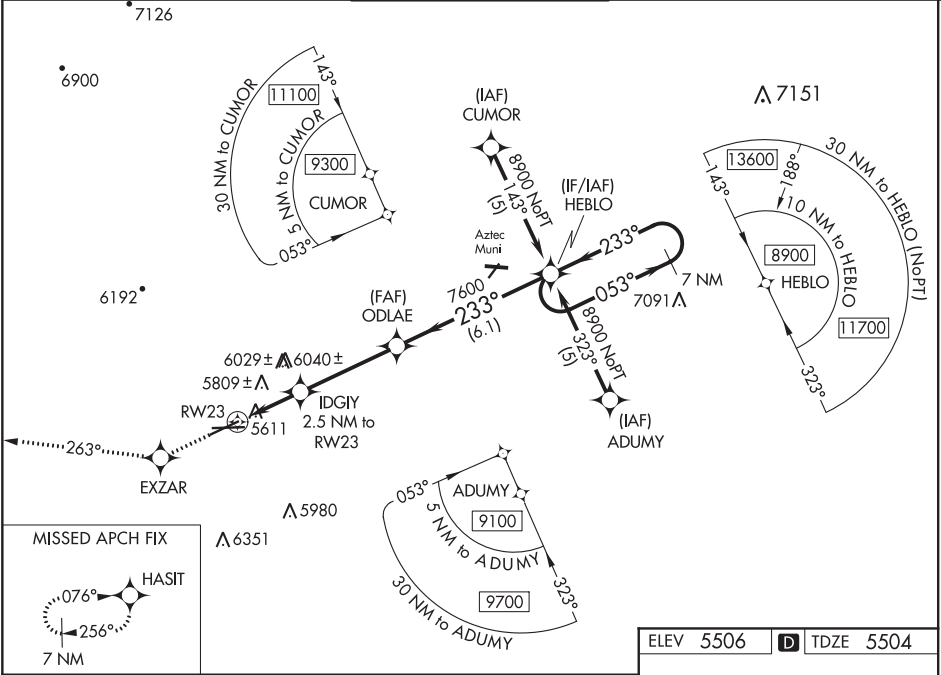 7126
6900
143°
11100
30 NM to CUMOR
5 NM to CUMOR
9300
CUMOR
053°
(IAF)
CUMOR
8900 NoPT
143°
(5)
(IF/IAF)
HEBLO
7151
13600
188°
143°
30 NM to HEBLO (NoPT)
10 NM to HEBLO
8900
HEBLO
11700
323°
Aztec
Muni
233°
053°
7 NM
7091
6192
(FAF)
ODLAE
7600
233°
(6.1)
8900 NoPT
323°
(5)
(IAF)
ADUMY
6029±
6040±
5809±
RW23
5611
IDGIY
2.5 NM to
RW23
263°
EXZAR
053°
ADUMY
9100
5 NM to ADUMY
9700
30 NM to ADUMY
323°
5980
6351
MISSED APCH FIX
HASIT
076°
256°
7 NM
ELEV 5506 D TDZE 5504